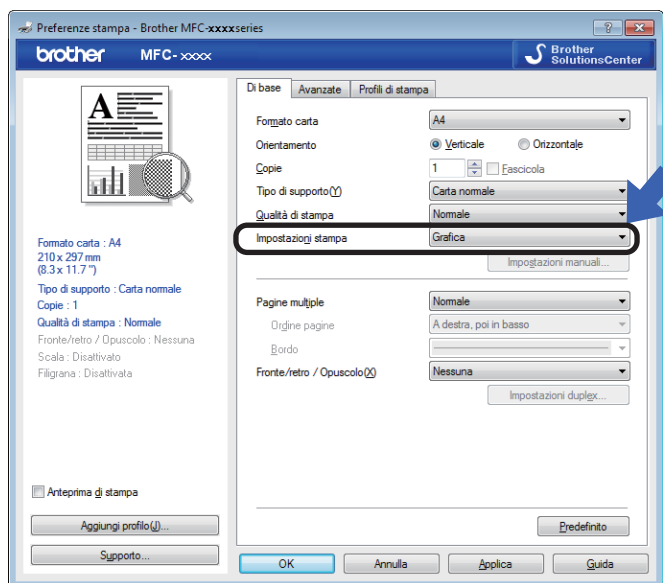 Preferenze stampa - Brother MFC-xxxxseries
brother MFC-xxxx
Brother
SolutionsCenter
Di base Avanzate Profili di stampa
Formato carta A4
Orientamento Verticale Orizzontale
Copie 1 Fascicola
Tipo di supporto(Y) Carta normale
Qualità di stampa Normale
Impostazioni stampa Grafica
Impostazioni manuali...
Pagine multiple Normale
Ordine pagine A destra, poi in basso
Bordo
Fronte/retro / Opuscolo(X) Nessuna
Impostazioni duplex...
A
Formato carta : A4
210 x 297 mm
(8.3 x 11.7 ")
Tipo di supporto : Carta normale
Copie : 1
Qualità di stampa : Normale
Fronte/retro / Opuscolo : Nessuna
Scala : Disattivato
Filigrana : Disattivata
Anteprima di stampa
Aggiungi profilo(J)...
Supporto...
Predefinito
OK Annulla Applica Guida